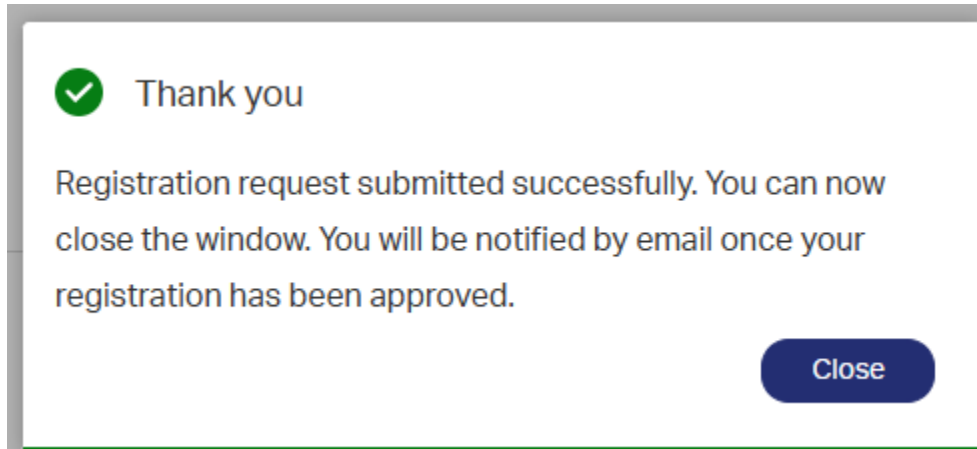 Thank you
Registration request submitted successfully. You can now
close the window. You will be notified by email once your
registration has been approved.
Close